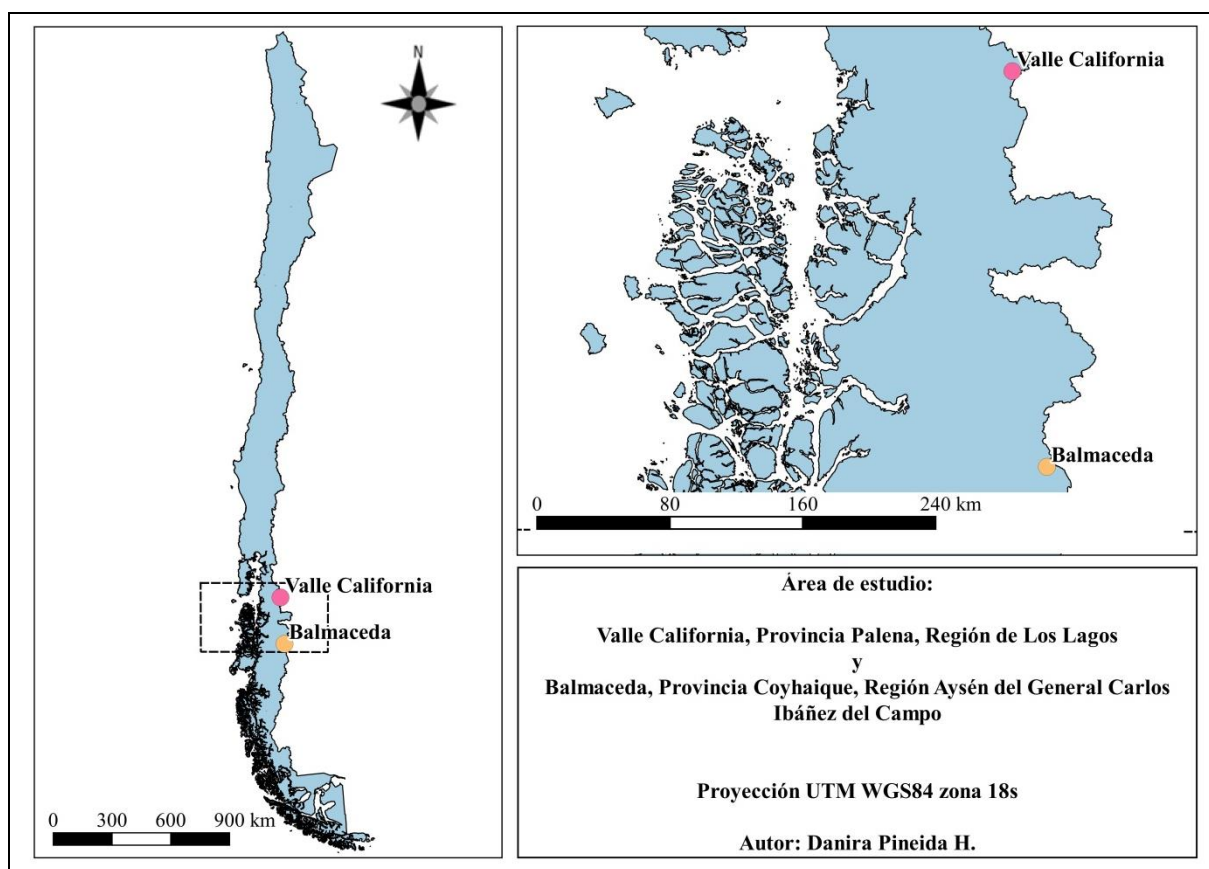 N
Valle California
Balmaceda
0 300 600 900 km
Valle California
Balmaceda
0 80 160 240 km
Área de estudio:
Valle California, Provincia Palena, Región de Los Lagos
y
Balmaceda, Provincia Coyhaique, Región Aysén del General Carlos
Ibáñez del Campo
Proyección UTM WGS84 zona 18s
Autor: Danira Pineida H.